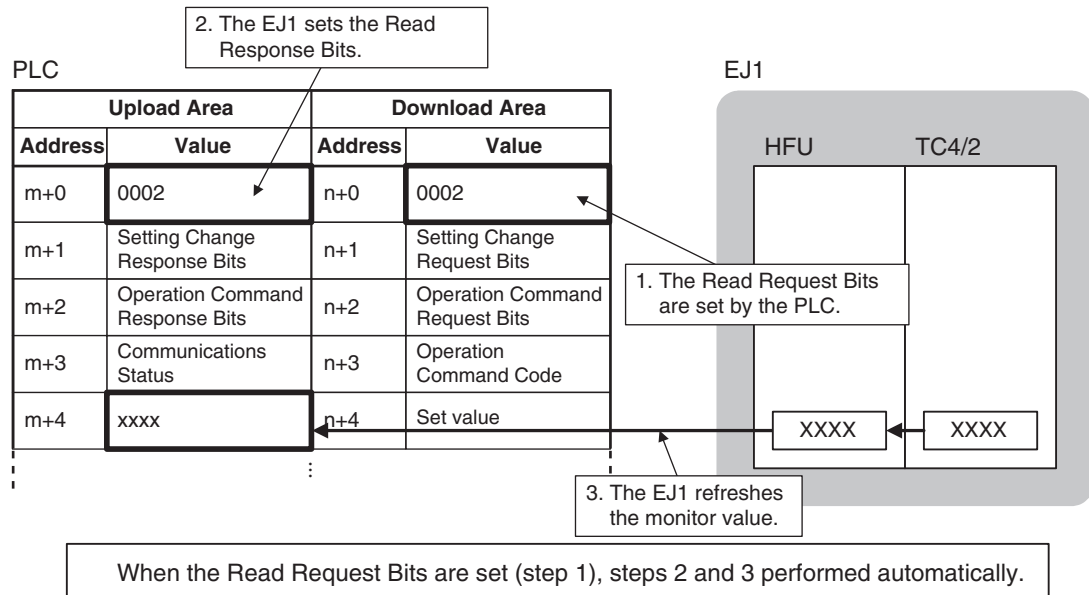 2. The EJ1 sets the Read
Response Bits.
PLC
EJ1
Upload Area
Download Area
Address
Value
Address
Value
HFU
TC4/2
m+0
0002
n+0
0002
m+1
Setting Change
Response Bits
n+1
Setting Change
Request Bits
1. The Read Request Bits
are set by the PLC.
m+2
Operation Command
Response Bits
n+2
Operation Command
Request Bits
m+3
Communications
Status
n+3
Operation
Command Code
m+4
xxxx
n+4
Set value
XXXX
XXXX
3. The EJ1 refreshes
the monitor value.
When the Read Request Bits are set (step 1), steps 2 and 3 performed automatically.